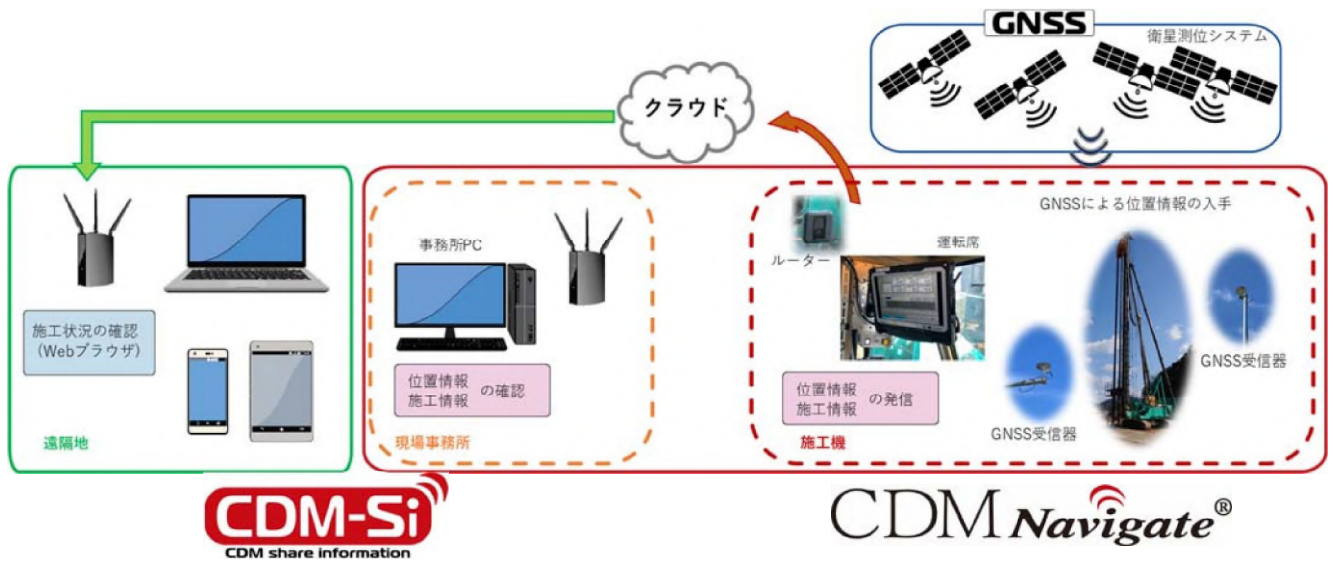 GNSS
衛星測位システム
クラウド
施工状況の確認
(Webブラウザ)
遠隔地
事務所PC
位置情報
施工情報
の確認
現場事務所
ルーター
運転席
位置情報
施工情報
の発信
施工機
GNSSによる位置情報の入手
GNSS受信器
GNSS受信器
CDM-Si
CDM share information
CDM Navigate®